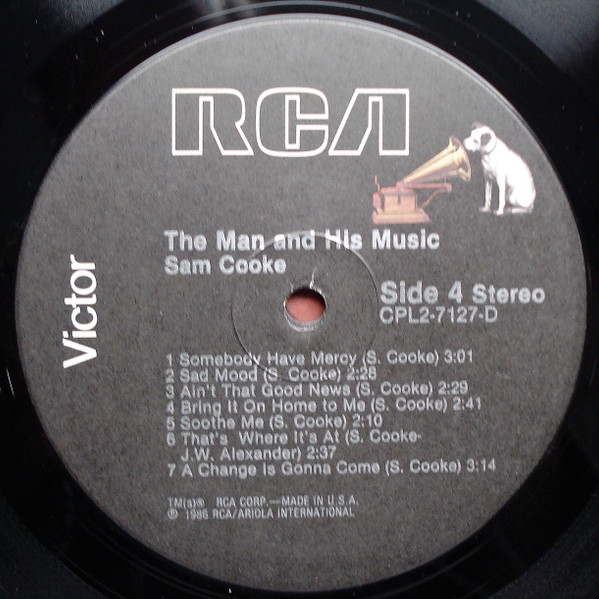 RCA
The Man and His Music
Sam Cooke
Victor
Side 4 Stereo
CPL2-7127-D
1 Somebody Have Mercy (S. Cooke) 3:01
2 Sad Mood (S. Cooke) 2:28
3 Ain't That Good News (S. Cooke) 2:29
4 Bring It On Home to Me (S. Cooke) 2:41
5 Soothe Me (S. Cooke) 2:10
6 That's Where It's At (S. Cooke-
J.W. Alexander) 2:37
7 A Change Is Gonna Come (S. Cooke) 3:14
TM(s)® RCA CORP.—MADE IN U.S.A.
℗ 1986 RCA/ARIOLA INTERNATIONAL